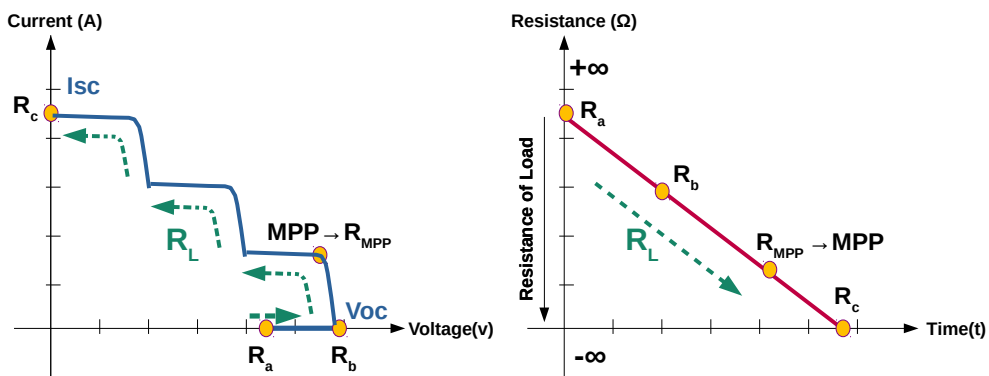 Current (A)
Isc
Rc
RL
MPP → RMPP
Voc
Voltage(v)
Ra
Rb
Resistance (Ω)
+∞
Ra
Rb
Resistance of Load
RL
RMPP → MPP
Rc
Time(t)
-∞